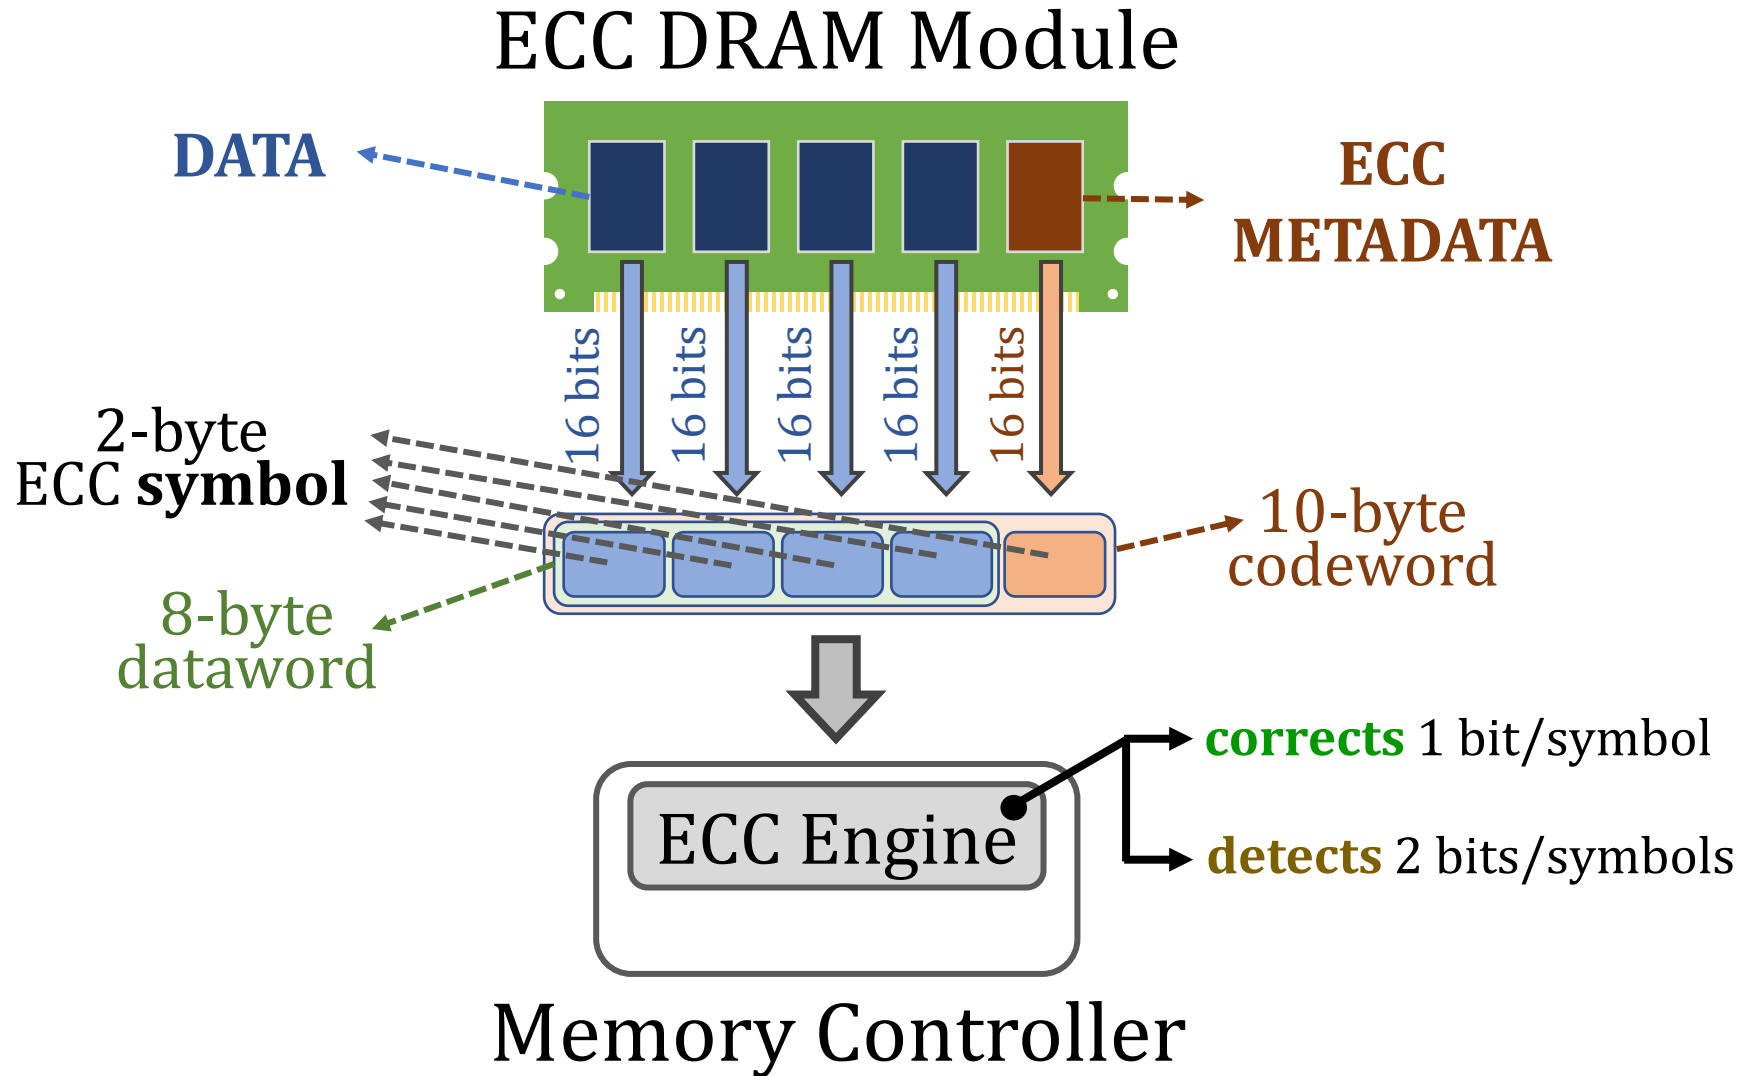 ECC DRAM Module
DATA
ECC
METADATA
16 bits
16 bits
16 bits
16 bits
16 bits
2-byte
ECC symbol
10-byte
codeword
8-byte
dataword
corrects 1 bit/symbol
ECC Engine
detects 2 bits/symbols
Memory Controller